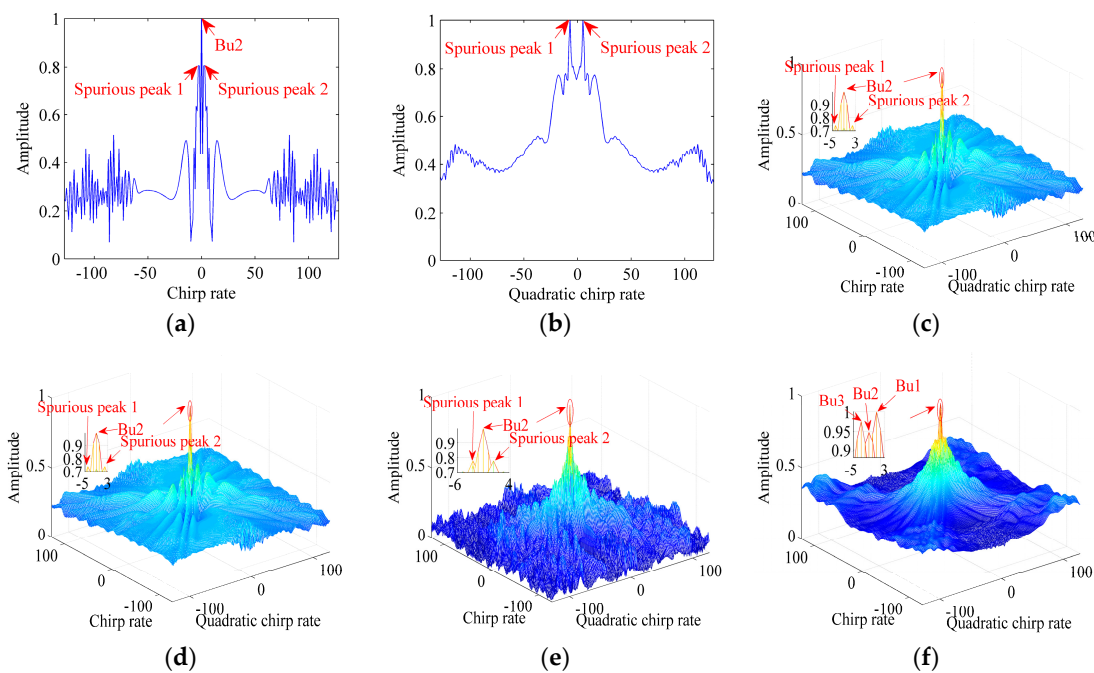 1
Bu2
0.8
Spurious peak 1
Spurious peak 2
0.6
Amplitude
0.4
0.2
0
-100
-50
0
50
100
Chirp rate
(a)
1
Spurious peak 1
Spurious peak 2
0.8
0.6
Amplitude
0.4
0.2
0
-100
-50
0
50
100
Quadratic chirp rate
(b)
1
Spurious peak 1
Bu2
0.9
0.8
0.7
Spurious peak 2
-5
3
0.5
Amplitude
0
100
0
-100
Chirp rate
-100
0
100
Quadratic chirp rate
(c)
1
Spurious peak 1
Bu2
0.9
0.8
0.7
Spurious peak 2
-5
3
0.5
Amplitude
0
100
0
-100
Chirp rate
-100
0
100
Quadratic chirp rate
(d)
1
Spurious peak 1
Bu2
0.9
0.8
0.7
Spurious peak 2
-6
4
0.5
Amplitude
0
100
0
-100
Chirp rate
-100
0
100
Quadratic chirp rate
(e)
1
Bu3
Bu2
Bu1
1
0.95
0.9
-5
3
0.5
Amplitude
0
100
0
-100
Chirp rate
-100
0
100
Quadratic chirp rate
(f)